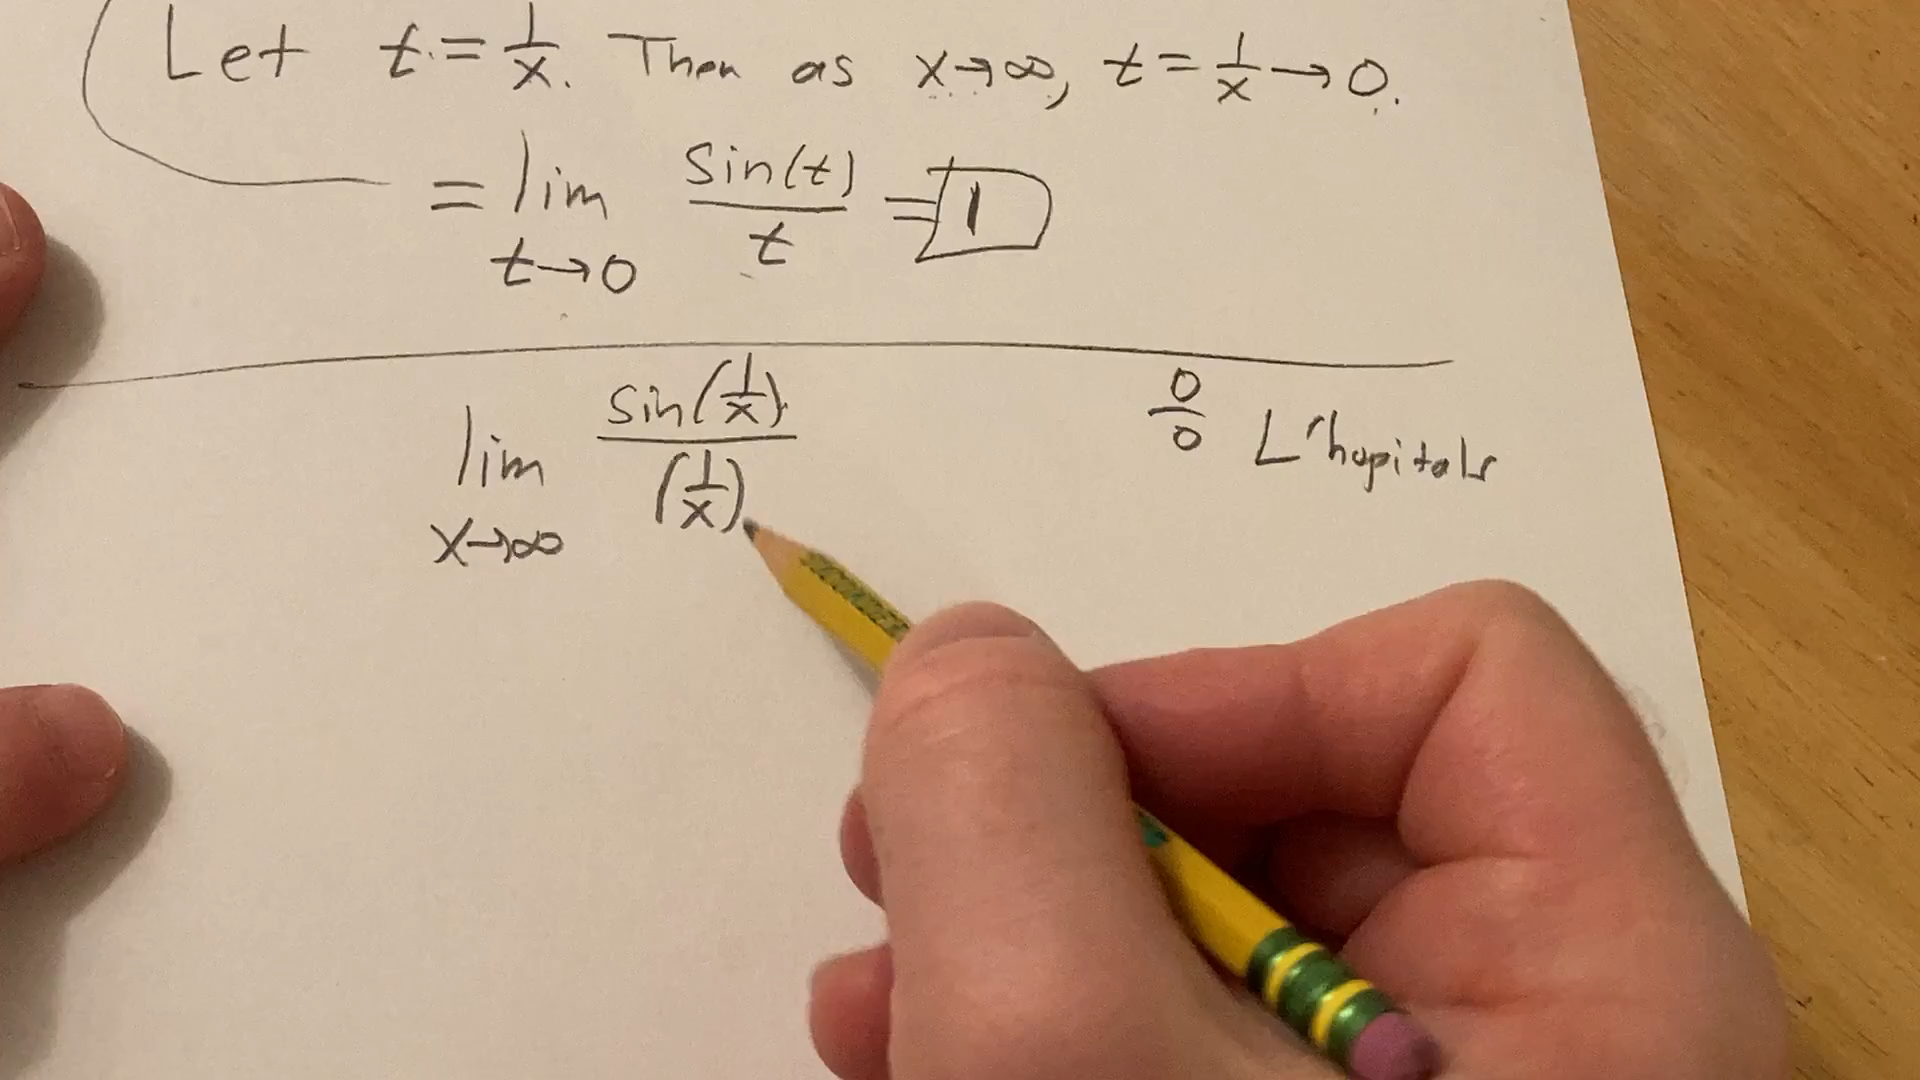 Let t = 1/x. Then as x→∞, t = 1/x → 0.
= lim t→0 sin(t)/t = 1
lim x→∞ sin(1/x)/(1/x)
0/0 L'hopitals